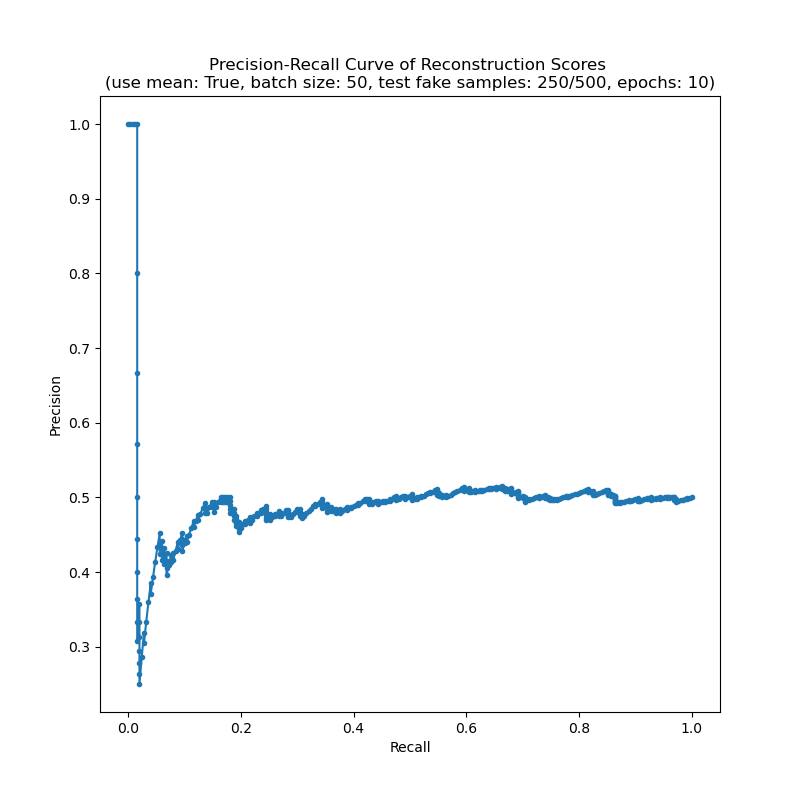 Precision-Recall Curve of Reconstruction Scores
(use mean: True, batch size: 50, test fake samples: 250/500, epochs: 10)
1.0
0.9
0.8
0.7
0.6
0.5
0.4
0.3
Precision
0.0 0.2 0.4 0.6 0.8 1.0
Recall